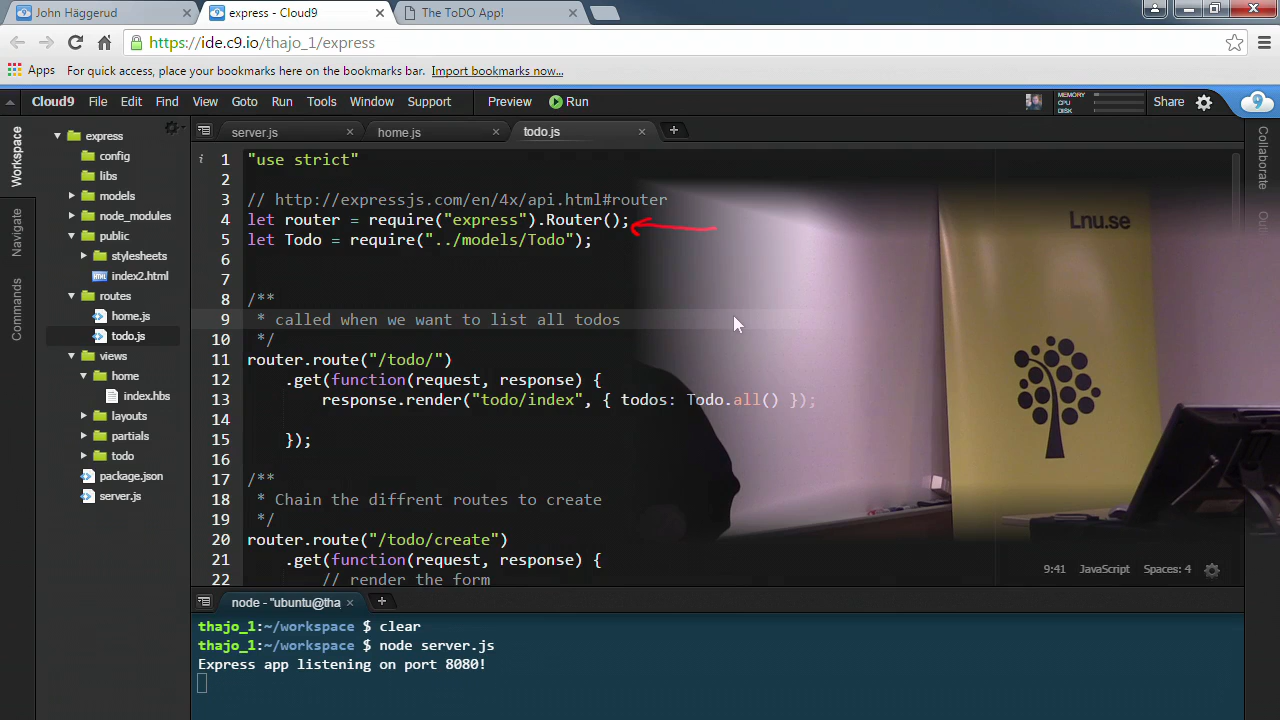 John Häggerud
express - Cloud9
The ToDO App!
https://ide.c9.io/thajo_1/express
Apps
For quick access, place your bookmarks here on the bookmarks bar. Import bookmarks now...
Cloud9 File Edit Find View Goto Run Tools Window Support Preview Run
MEMORY
CPU
DISK
Share
9
Workspace
Navigate
Commands
express
config
libs
models
node_modules
public
stylesheets
index2.html
routes
home.js
todo.js
views
home
index.hbs
layouts
partials
todo
package.json
server.js
server.js home.js todo.js
1 "use strict"
2
3 // http://expressjs.com/en/4x/api.html#router
4 let router = require("express").Router();
5 let Todo = require("../models/Todo");
6
7
8 /**
9 * called when we want to list all todos
10 */
11 router.route("/todo/")
12 .get(function(request, response) {
13 response.render("todo/index", { todos: Todo.all() });
14
15 });
16
17 /**
18 * Chain the diffrent routes to create
19 */
20 router.route("/todo/create")
21 .get(function(request, response) {
22 // render the form
Lnu.se
9:41 JavaScript Spaces: 4
Collaborate
Outline
node - "ubuntu@tha
thajo_1:~/workspace $ clear
thajo_1:~/workspace $ node server.js
Express app listening on port 8080!